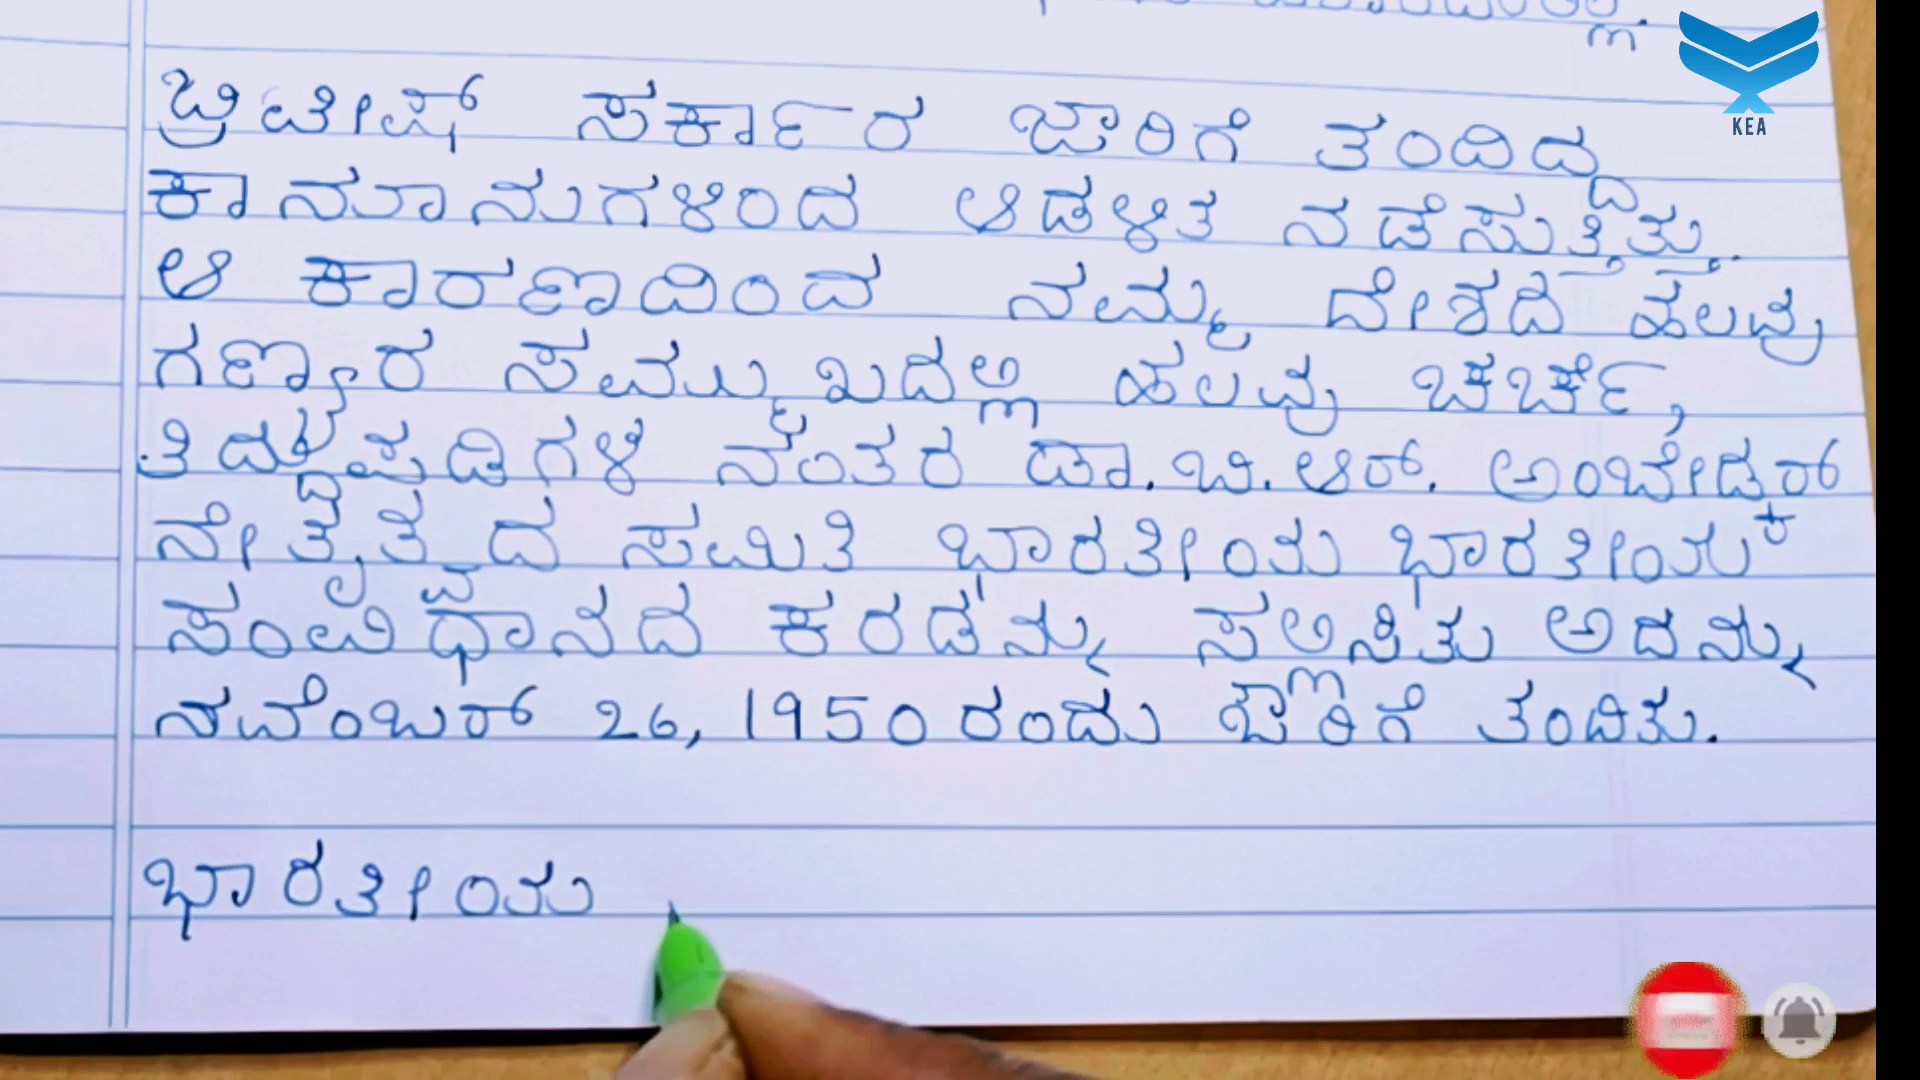 ಬ್ರಿಟೀಷ್ ಸರ್ಕಾರ ಜಾರಿಗೆ ತಂದಿದ್ದ
KEA
ಕಾನೂನುಗಳಿಂದ ಆಡಳಿತ ನಡೆಸುತ್ತಿತ್ತು.
ಆ ಕಾರಣದಿಂದ ನಮ್ಮ ದೇಶದ ಹಲವು
ಗಣ್ಯರ ಸಮ್ಮುಖದಲ್ಲಿ ಹಲವು ಚರ್ಚೆ,
ತಿದ್ದುಪಡಿಗಳ ನಂತರ ಡಾ.ಬಿ.ಆರ್. ಅಂಬೇಡ್ಕರ್
ನೇತೃತ್ವದ ಸಮಿತಿ ಭಾರತೀಯ ಭಾರತೀಯ
ಸಂವಿಧಾನದ ಕರಡನ್ನು ಸಲ್ಲಿಸಿತು ಅದನ್ನು
ನವೆಂಬರ್ 26, 1950 ರಂದು ಜಾರಿಗೆ ತಂದಿತು.
ಭಾರತೀಯ